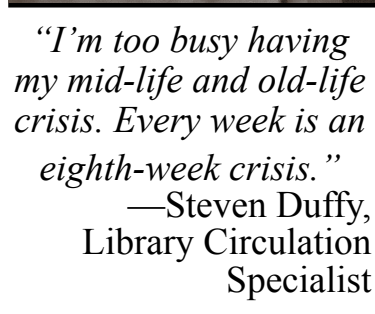 “I’m too busy having
my mid-life and old-life
crisis. Every week is an
eighth-week crisis.”
—Steven Duffy,
Library Circulation
Specialist